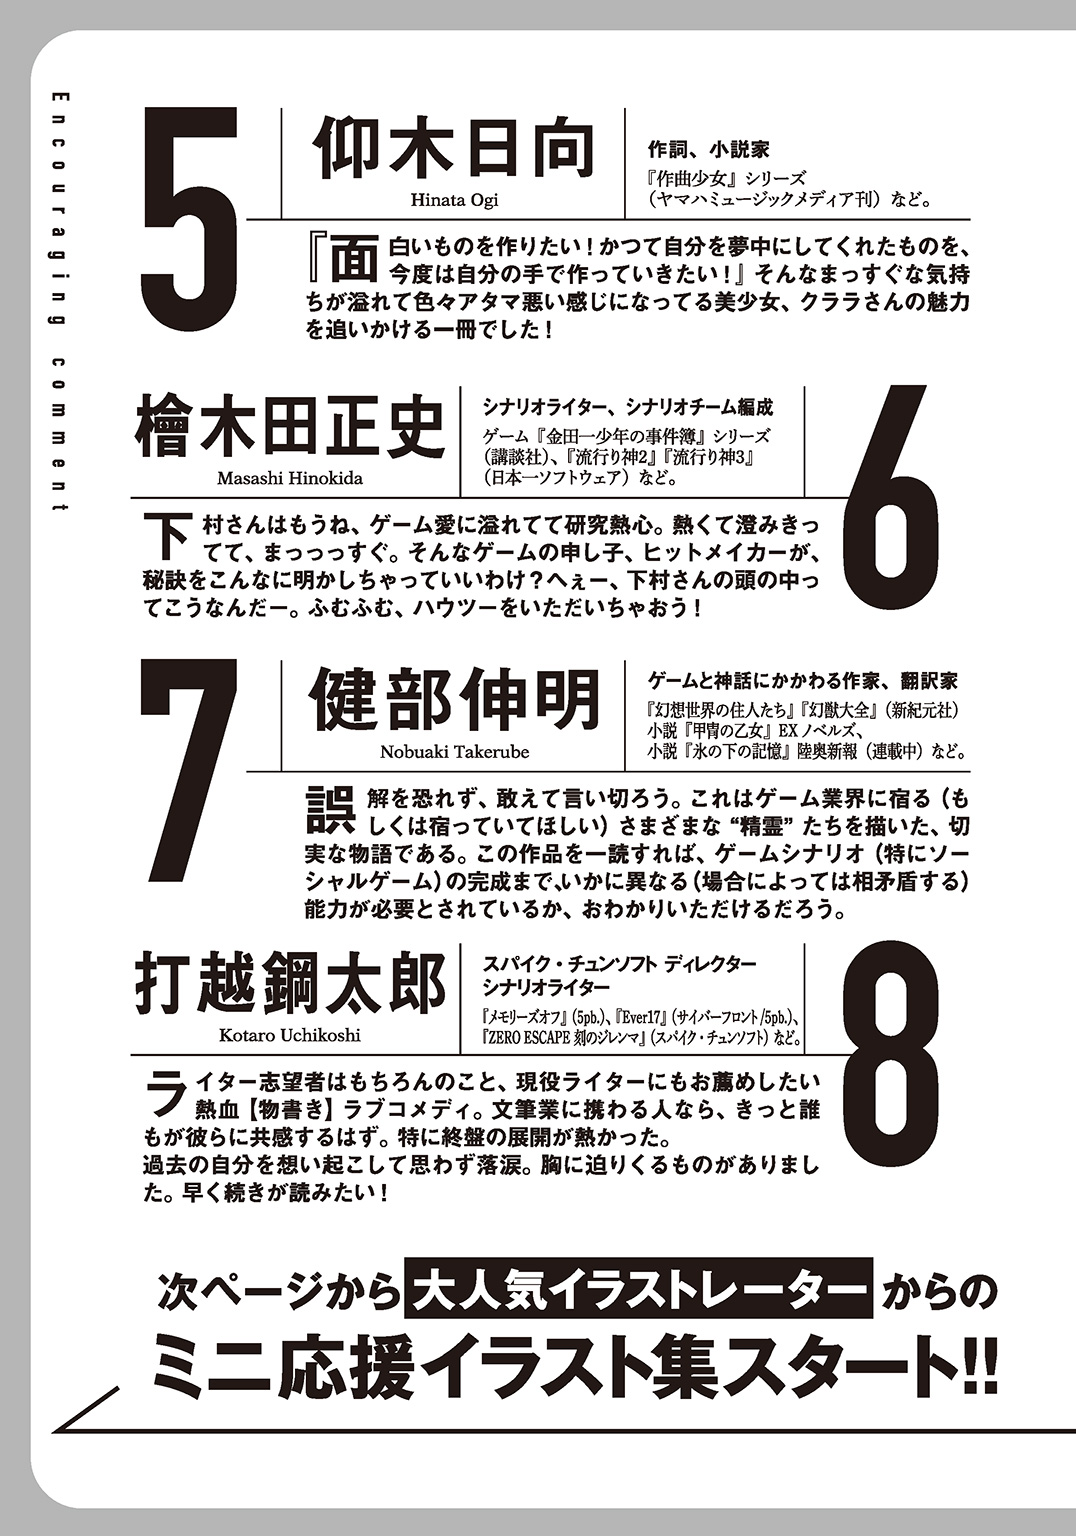 Encouraging comment
5
仰木日向
Hinata Ogi
作詞、小説家
『作曲少女』シリーズ
（ヤマハミュージックメディア刊）など。
『面白いものを作りたい！かつて自分を夢中にしてくれたものを、
今度は自分の手で作っていきたい！』そんなまっすぐな気持
ちが溢れて色々アタマ悪い感じになってる美少女、クララさんの魅力
を追いかける一冊でした！
檜木田正史
Masashi Hinokida
シナリオライター、シナリオチーム編成
ゲーム『金田一少年の事件簿』シリーズ
（講談社）、『流行り神2』『流行り神3』
（日本一ソフトウェア）など。
6
下村さんはもうね、ゲーム愛に溢れてて研究熱心。熱くて澄みきっ
てて、まっっっすぐ。そんなゲームの申し子、ヒットメイカーが、
秘訣をこんなに明かしちゃっていいわけ？へぇー、下村さんの頭の中っ
てこうなんだー。ふむふむ、ハウツーをいただいちゃおう！
7
健部伸明
Nobuaki Takerube
ゲームと神話にかかわる作家、翻訳家
『幻想世界の住人たち』『幻獣大全』（新紀元社）
小説『甲冑の乙女』EXノベルズ、
小説『氷の下の記憶』陸奥新報（連載中）など。
誤解を恐れず、敢えて言い切ろう。これはゲーム業界に宿る（も
しくは宿っていてほしい）さまざまな“精霊”たちを描いた、切
実な物語である。この作品を一読すれば、ゲームシナリオ（特にソー
シャルゲーム）の完成まで、いかに異なる（場合によっては相矛盾する）
能力が必要とされているか、おわかりいただけるだろう。
打越鋼太郎
Kotaro Uchikoshi
スパイク・チュンソフト ディレクター
シナリオライター
『メモリーズオフ』（5pb.）、『Ever17』（サイバーフロント/5pb.）、
『ZERO ESCAPE 刻のジレンマ』（スパイク・チュンソフト）など。
8
ライター志望者はもちろんのこと、現役ライターにもお薦めしたい
熱血【物書き】ラブコメディ。文筆業に携わる人なら、きっと誰
もが彼らに共感するはず。特に終盤の展開が熱かった。
過去の自分を想い起こして思わず落涙。胸に迫りくるものがありまし
た。早く続きが読みたい！
次ページから大人気イラストレーターからの
ミニ応援イラスト集スタート!!